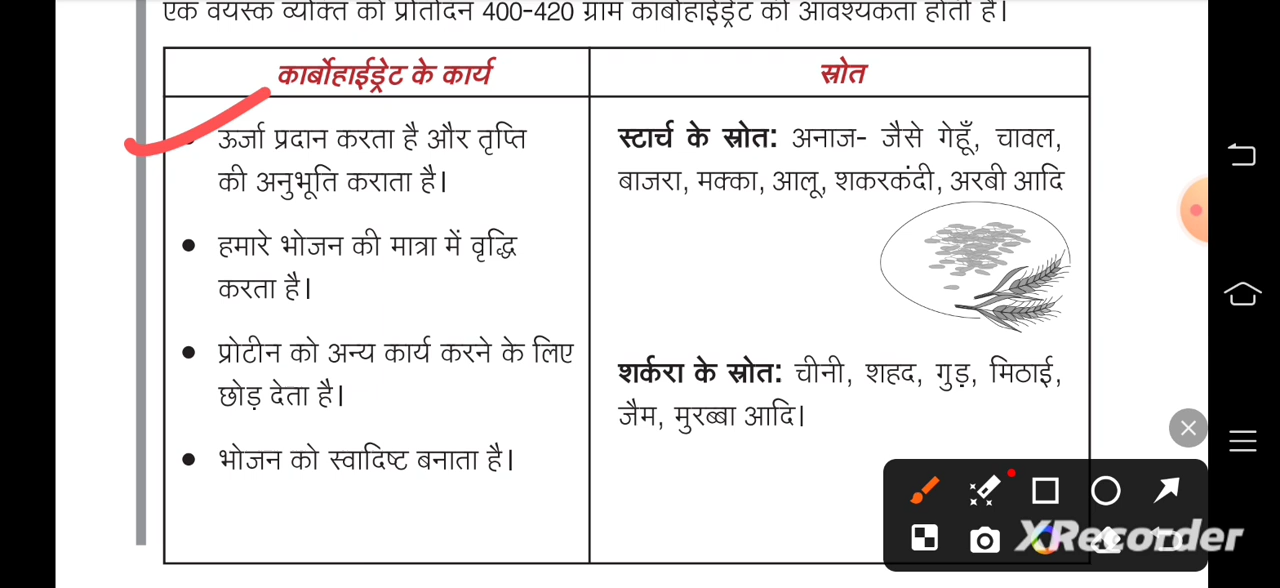 एक वयस्क व्यक्ति को प्रतिदिन 400-420 ग्राम कार्बोहाईड्रेट की आवश्यकता होती है।
कार्बोहाईड्रेट के कार्य
स्रोत
ऊर्जा प्रदान करता है और तृप्ति
की अनुभूति कराता है।
• हमारे भोजन की मात्रा में वृद्धि
करता है।
• प्रोटीन को अन्य कार्य करने के लिए
छोड़ देता है।
• भोजन को स्वादिष्ट बनाता है।
स्टार्च के स्रोत: अनाज- जैसे गेहूँ, चावल,
बाजरा, मक्का, आलू, शकरकंदी, अरबी आदि
शर्करा के स्रोत: चीनी, शहद, गुड़, मिठाई,
जैम, मुरब्बा आदि।
XRecorder